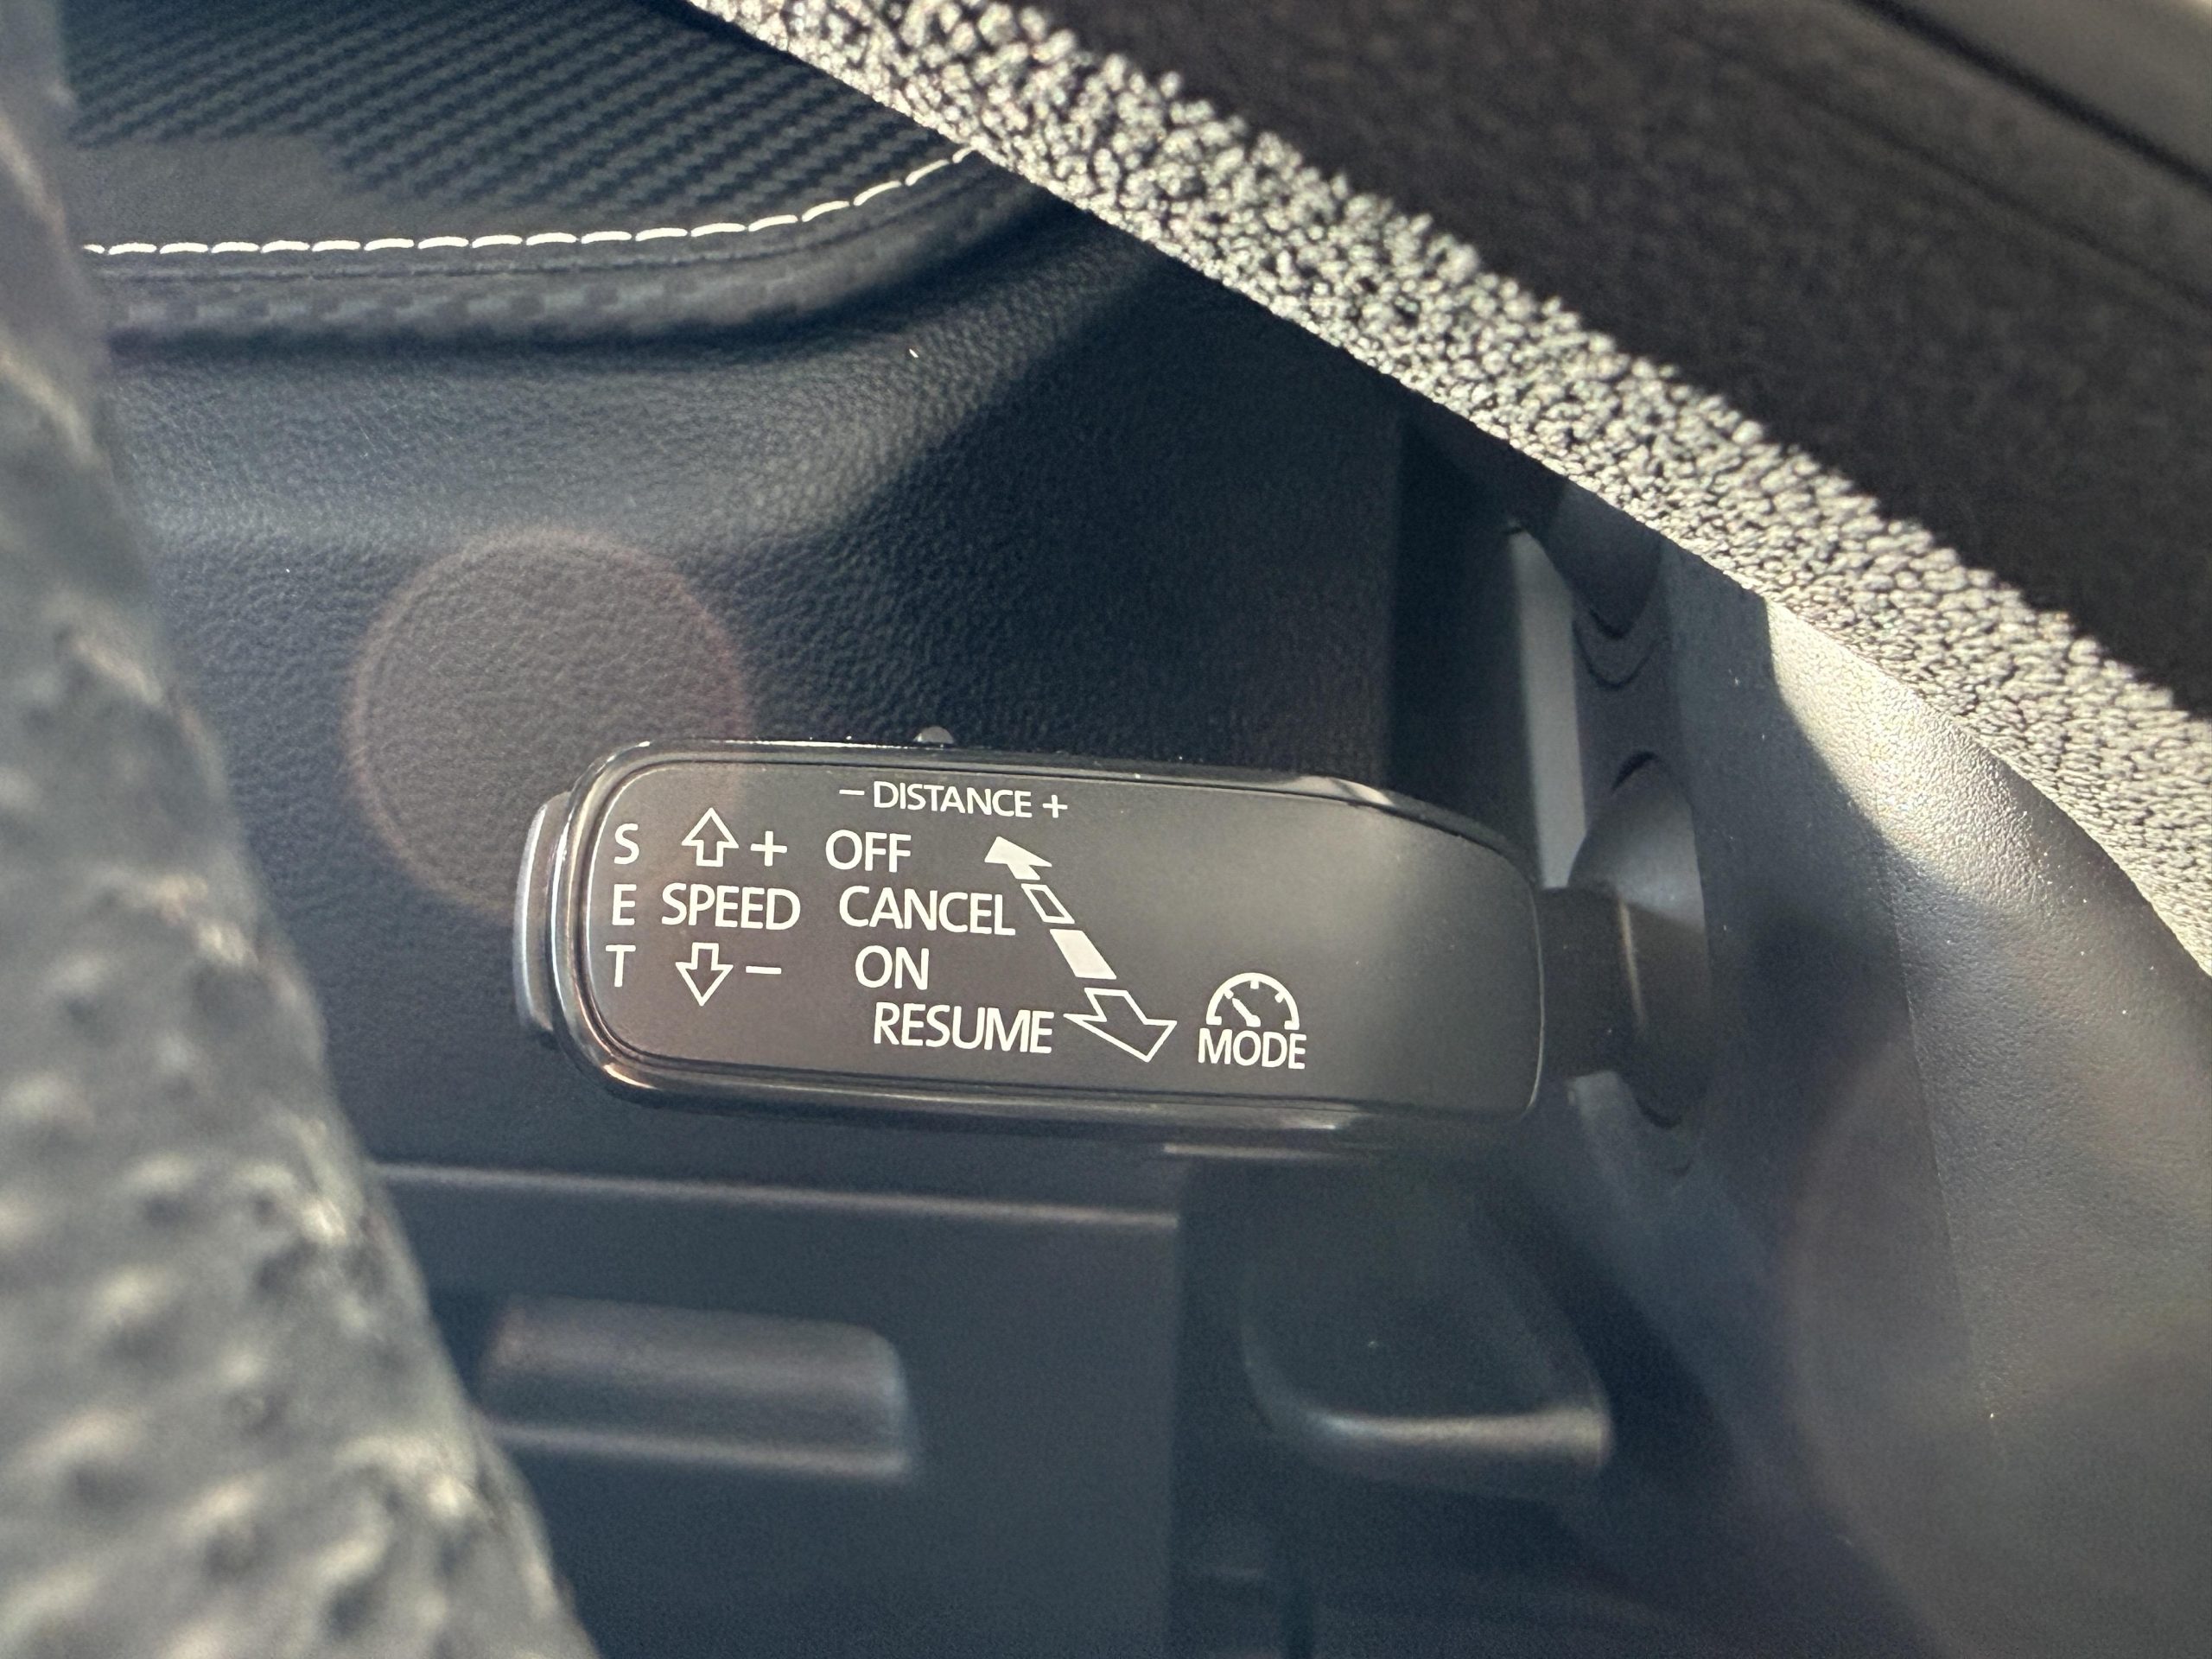 – DISTANCE +
S + OFF
E SPEED CANCEL
T – ON
RESUME
MODE